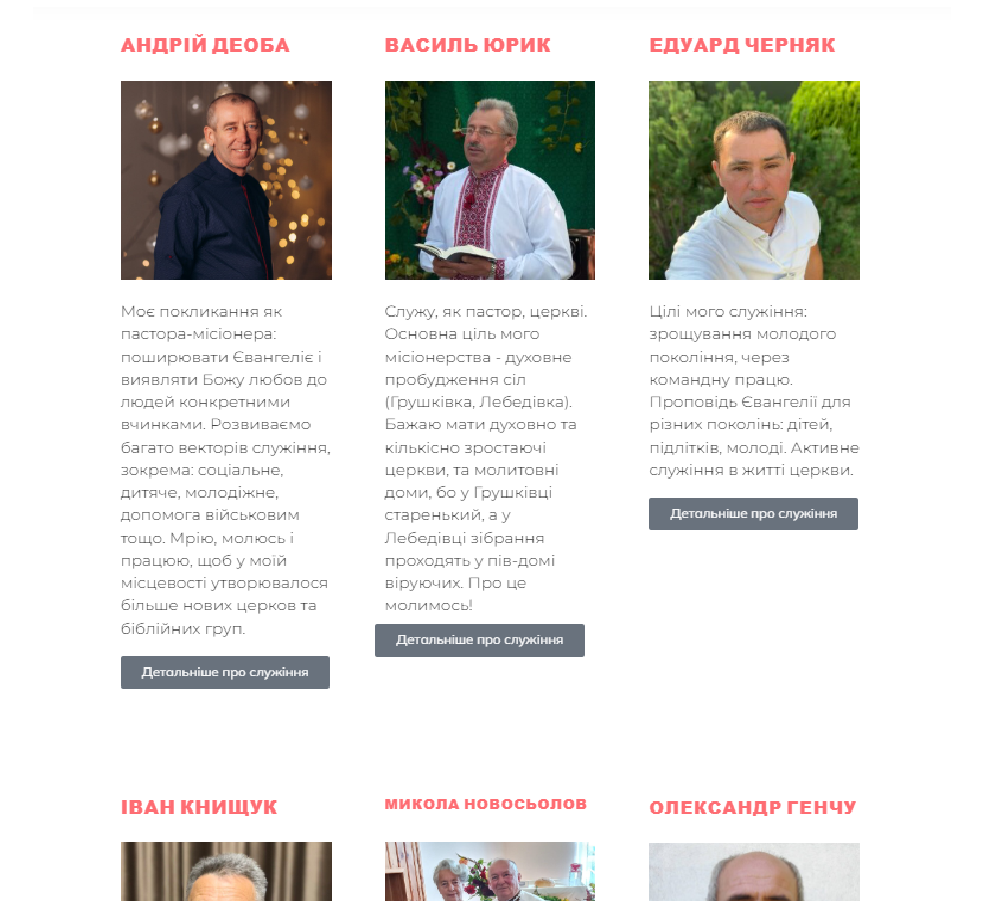 АНДРІЙ ДЕОБА
ВАСИЛЬ ЮРИК
ЕДУАРД ЧЕРНЯК
Моє покликання як
пастора-місіонера:
поширювати Євангеліє і
виявляти Божу любов до
людей конкретними
вчинками. Розвиваємо
багато векторів служіння,
зокрема: соціальне,
дитяче, молодіжне,
допомога військовим
тощо. Мрію, молюсь і
працюю, щоб у моїй
місцевості утворювалося
більше нових церков та
біблійних груп.
Детальніше про служіння
Служу, як пастор, церкві.
Основна ціль мого
місіонерства - духовне
пробудження сіл
(Грушківка, Лебедівка).
Бажаю мати духовно та
кількісно зростаючі
церкви, та молитовні
доми, бо у Грушківці
старенький, а у
Лебедівці зібрання
проходять у пів-домі
віруючих. Про це
молимось!
Детальніше про служіння
Цілі мого служіння:
зрощування молодого
покоління, через
командну працю.
Проповідь Євангелії для
різних поколінь: дітей,
підлітків, молоді. Активне
служіння в житті церкви.
Детальніше про служіння
ІВАН КНИЩУК
МИКОЛА НОВОСЬОЛОВ
ОЛЕКСАНДР ГЕНЧУ